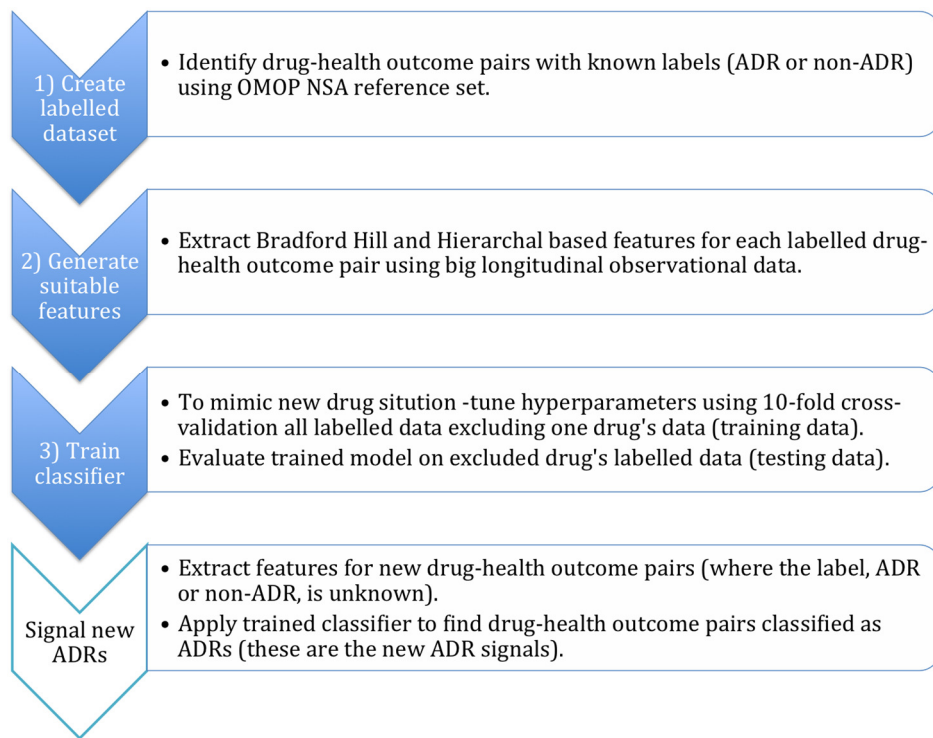 1) Create
labelled
dataset
• Identify drug-health outcome pairs with known labels (ADR or non-ADR)
using OMOP NSA reference set.
2) Generate
suitable
features
• Extract Bradford Hill and Hierarchal based features for each labelled drug-
health outcome pair using big longitudinal observational data.
3) Train
classifier
• To mimic new drug sitution -tune hyperparameters using 10-fold cross-
validation all labelled data excluding one drug's data (training data).
• Evaluate trained model on excluded drug's labelled data (testing data).
Signal new
ADRs
• Extract features for new drug-health outcome pairs (where the label, ADR
or non-ADR, is unknown).
• Apply trained classifier to find drug-health outcome pairs classified as
ADRs (these are the new ADR signals).